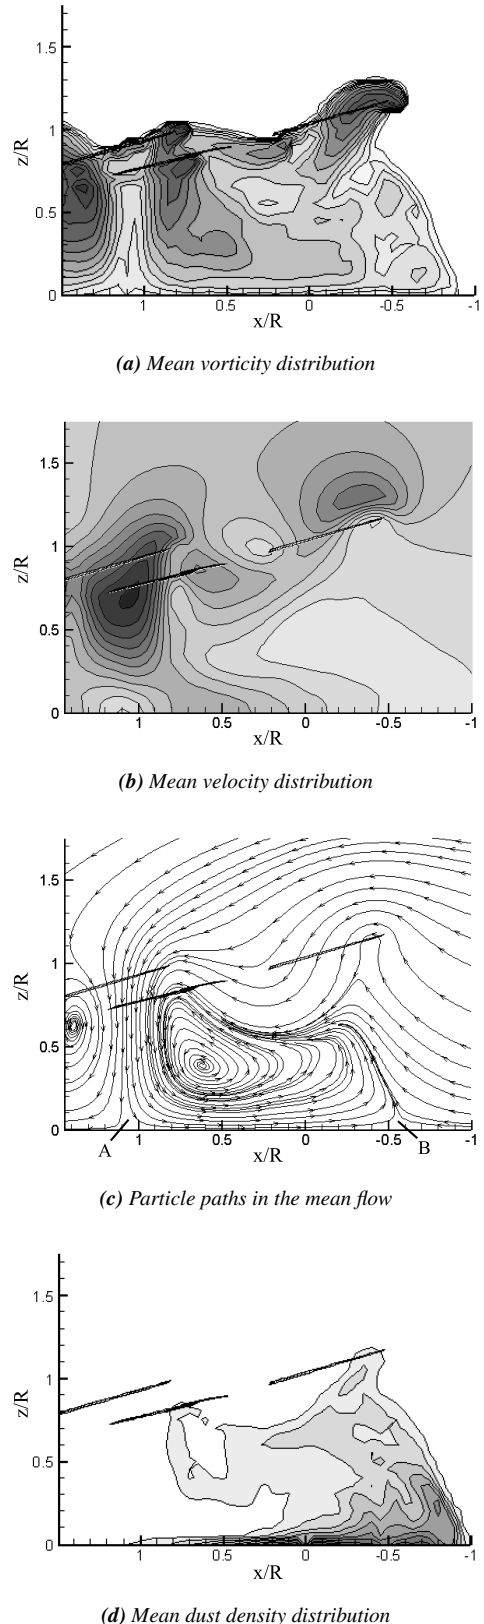 1.5
1
z/R
0.5
0
1 0.5 0 -0.5 -1
x/R
(a) Mean vorticity distribution
1.5
1
z/R
0.5
0
1 0.5 0 -0.5 -1
x/R
(b) Mean velocity distribution
1.5
1
z/R
0.5
0
A 1 0.5 0 -0.5 B -1
x/R
(c) Particle paths in the mean flow
1.5
1
z/R
0.5
0
1 0.5 0 -0.5 -1
x/R
(d) Mean dust density distribution